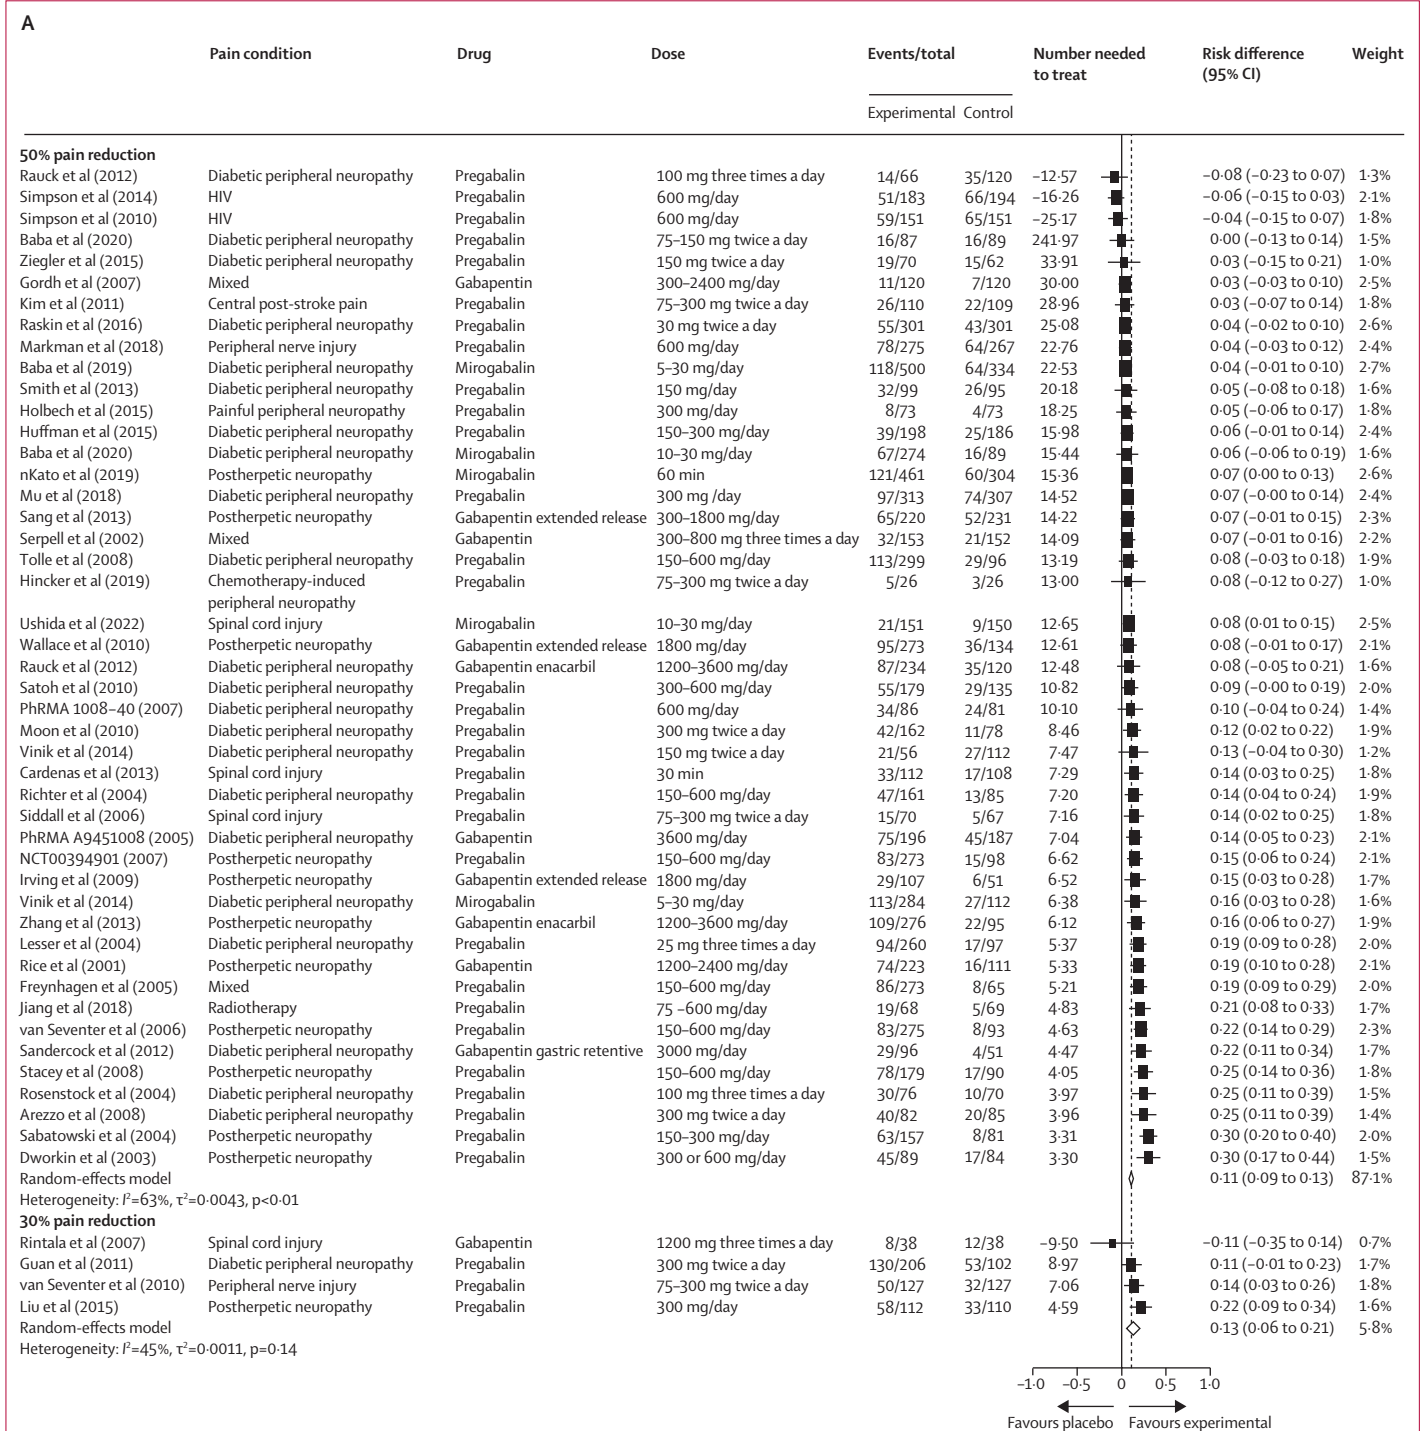 A
Pain condition Drug Dose Events/total Number needed to treat Risk difference (95% CI) Weight
Experimental Control
50% pain reduction
Rauck et al (2012) Diabetic peripheral neuropathy Pregabalin 100 mg three times a day 14/66 35/120 −12·57 −0·08 (−0·23 to 0·07) 1·3%
Simpson et al (2014) HIV Pregabalin 600 mg/day 51/183 66/194 −16·26 −0·06 (−0·15 to 0·03) 2·1%
Simpson et al (2010) HIV Pregabalin 600 mg/day 59/151 65/151 −25·17 −0·04 (−0·15 to 0·07) 1·8%
Baba et al (2020) Diabetic peripheral neuropathy Pregabalin 75–150 mg twice a day 16/87 16/89 241·97 0·00 (−0·13 to 0·14) 1·5%
Ziegler et al (2015) Diabetic peripheral neuropathy Pregabalin 150 mg twice a day 19/70 15/62 33·91 0·03 (−0·15 to 0·21) 1·0%
Gordh et al (2007) Mixed Gabapentin 300–2400 mg/day 11/120 7/120 30·00 0·03 (−0·03 to 0·10) 2·5%
Kim et al (2011) Central post-stroke pain Pregabalin 75–300 mg twice a day 26/110 22/109 28·96 0·03 (−0·07 to 0·14) 1·8%
Raskin et al (2016) Diabetic peripheral neuropathy Pregabalin 30 mg twice a day 55/301 43/301 25·08 0·04 (−0·02 to 0·10) 2·6%
Markman et al (2018) Peripheral nerve injury Pregabalin 600 mg/day 78/275 64/267 22·76 0·04 (−0·03 to 0·12) 2·4%
Baba et al (2019) Diabetic peripheral neuropathy Mirogabalin 5–30 mg/day 118/500 64/334 22·53 0·04 (−0·01 to 0·10) 2·7%
Smith et al (2013) Diabetic peripheral neuropathy Pregabalin 150 mg/day 32/99 26/95 20·18 0·05 (−0·08 to 0·18) 1·6%
Holbech et al (2015) Painful peripheral neuropathy Pregabalin 300 mg/day 8/73 4/73 18·25 0·05 (−0·06 to 0·17) 1·8%
Huffman et al (2015) Diabetic peripheral neuropathy Pregabalin 150–300 mg/day 39/198 25/186 15·98 0·06 (−0·01 to 0·14) 2·4%
Baba et al (2020) Diabetic peripheral neuropathy Mirogabalin 10–30 mg/day 67/274 16/89 15·44 0·06 (−0·06 to 0·19) 1·6%
nKato et al (2019) Postherpetic neuropathy Mirogabalin 60 min 121/461 60/304 15·36 0·07 (0·00 to 0·13) 2·6%
Mu et al (2018) Diabetic peripheral neuropathy Pregabalin 300 mg /day 97/313 74/307 14·52 0·07 (−0·00 to 0·14) 2·4%
Sang et al (2013) Postherpetic neuropathy Gabapentin extended release 300–1800 mg/day 65/220 52/231 14·22 0·07 (−0·01 to 0·15) 2·3%
Serpell et al (2002) Mixed Gabapentin 300–800 mg three times a day 32/153 21/152 14·09 0·07 (−0·01 to 0·16) 2·2%
Tolle et al (2008) Diabetic peripheral neuropathy Pregabalin 150–600 mg/day 113/299 29/96 13·19 0·08 (−0·03 to 0·18) 1·9%
Hincker et al (2019) Chemotherapy-induced Pregabalin 75–300 mg twice a day 5/26 3/26 13·00 0·08 (−0·12 to 0·27) 1·0%
peripheral neuropathy
Ushida et al (2022) Spinal cord injury Mirogabalin 10–30 mg/day 21/151 9/150 12·65 0·08 (0·01 to 0·15) 2·5%
Wallace et al (2010) Postherpetic neuropathy Gabapentin extended release 1800 mg/day 95/273 36/134 12·61 0·08 (−0·01 to 0·17) 2·1%
Rauck et al (2012) Diabetic peripheral neuropathy Gabapentin enacarbil 1200–3600 mg/day 87/234 35/120 12·48 0·08 (−0·05 to 0·21) 1·6%
Satoh et al (2010) Diabetic peripheral neuropathy Pregabalin 300–600 mg/day 55/179 29/135 10·82 0·09 (−0·00 to 0·19) 2·0%
PhRMA 1008–40 (2007) Diabetic peripheral neuropathy Pregabalin 600 mg/day 34/86 24/81 10·10 0·10 (−0·04 to 0·24) 1·4%
Moon et al (2010) Diabetic peripheral neuropathy Pregabalin 300 mg twice a day 42/162 11/78 8·46 0·12 (0·02 to 0·22) 1·9%
Vinik et al (2014) Diabetic peripheral neuropathy Pregabalin 150 mg twice a day 21/56 27/112 7·47 0·13 (−0·04 to 0·30) 1·2%
Cardenas et al (2013) Spinal cord injury Pregabalin 30 min 33/112 17/108 7·29 0·14 (0·03 to 0·25) 1·8%
Richter et al (2004) Diabetic peripheral neuropathy Pregabalin 150–600 mg/day 47/161 13/85 7·20 0·14 (0·04 to 0·24) 1·9%
Siddall et al (2006) Spinal cord injury Pregabalin 75–300 mg twice a day 15/70 5/67 7·16 0·14 (0·02 to 0·25) 1·8%
PhRMA A9451008 (2005) Diabetic peripheral neuropathy Gabapentin 3600 mg/day 75/196 45/187 7·04 0·14 (0·05 to 0·23) 2·1%
NCT00394901 (2007) Postherpetic neuropathy Pregabalin 150–600 mg/day 83/273 15/98 6·62 0·15 (0·06 to 0·24) 2·1%
Irving et al (2009) Postherpetic neuropathy Gabapentin extended release 1800 mg/day 29/107 6/51 6·52 0·15 (0·03 to 0·28) 1·7%
Vinik et al (2014) Diabetic peripheral neuropathy Mirogabalin 5–30 mg/day 113/284 27/112 6·38 0·16 (0·03 to 0·28) 1·6%
Zhang et al (2013) Postherpetic neuropathy Gabapentin enacarbil 1200–3600 mg/day 109/276 22/95 6·12 0·16 (0·06 to 0·27) 1·9%
Lesser et al (2004) Diabetic peripheral neuropathy Pregabalin 25 mg three times a day 94/260 17/97 5·37 0·19 (0·09 to 0·28) 2·0%
Rice et al (2001) Postherpetic neuropathy Gabapentin 1200–2400 mg/day 74/223 16/111 5·33 0·19 (0·10 to 0·28) 2·1%
Freynhagen et al (2005) Mixed Pregabalin 150–600 mg/day 86/273 8/65 5·21 0·19 (0·09 to 0·29) 2·0%
Jiang et al (2018) Radiotherapy Pregabalin 75 –600 mg/day 19/68 5/69 4·83 0·21 (0·08 to 0·33) 1·7%
van Seventer et al (2006) Postherpetic neuropathy Pregabalin 150–600 mg/day 83/275 8/93 4·63 0·22 (0·14 to 0·29) 2·3%
Sandercock et al (2012) Diabetic peripheral neuropathy Gabapentin gastric retentive 3000 mg/day 29/96 4/51 4·47 0·22 (0·11 to 0·34) 1·7%
Stacey et al (2008) Postherpetic neuropathy Pregabalin 150–600 mg/day 78/179 17/90 4·05 0·25 (0·14 to 0·36) 1·8%
Rosenstock et al (2004) Diabetic peripheral neuropathy Pregabalin 100 mg three times a day 30/76 10/70 3·97 0·25 (0·11 to 0·39) 1·5%
Arezzo et al (2008) Diabetic peripheral neuropathy Pregabalin 300 mg twice a day 40/82 20/85 3·96 0·25 (0·11 to 0·39) 1·4%
Sabatowski et al (2004) Postherpetic neuropathy Pregabalin 150–300 mg/day 63/157 8/81 3·31 0·30 (0·20 to 0·40) 2·0%
Dworkin et al (2003) Postherpetic neuropathy Pregabalin 300 or 600 mg/day 45/89 17/84 3·30 0·30 (0·17 to 0·44) 1·5%
Random-effects model 0·11 (0·09 to 0·13) 87·1%
Heterogeneity: I²=63%, τ²=0·0043, p<0·01
30% pain reduction
Rintala et al (2007) Spinal cord injury Gabapentin 1200 mg three times a day 8/38 12/38 −9·50 −0·11 (−0·35 to 0·14) 0·7%
Guan et al (2011) Diabetic peripheral neuropathy Pregabalin 300 mg twice a day 130/206 53/102 8·97 0·11 (−0·01 to 0·23) 1·7%
van Seventer et al (2010) Peripheral nerve injury Pregabalin 75–300 mg twice a day 50/127 32/127 7·06 0·14 (0·03 to 0·26) 1·8%
Liu et al (2015) Postherpetic neuropathy Pregabalin 300 mg/day 58/112 33/110 4·59 0·22 (0·09 to 0·34) 1·6%
Random-effects model 0·13 (0·06 to 0·21) 5·8%
Heterogeneity: I²=45%, τ²=0·0011, p=0·14
−1·0 −0·5 0 0·5 1·0
Favours placebo Favours experimental